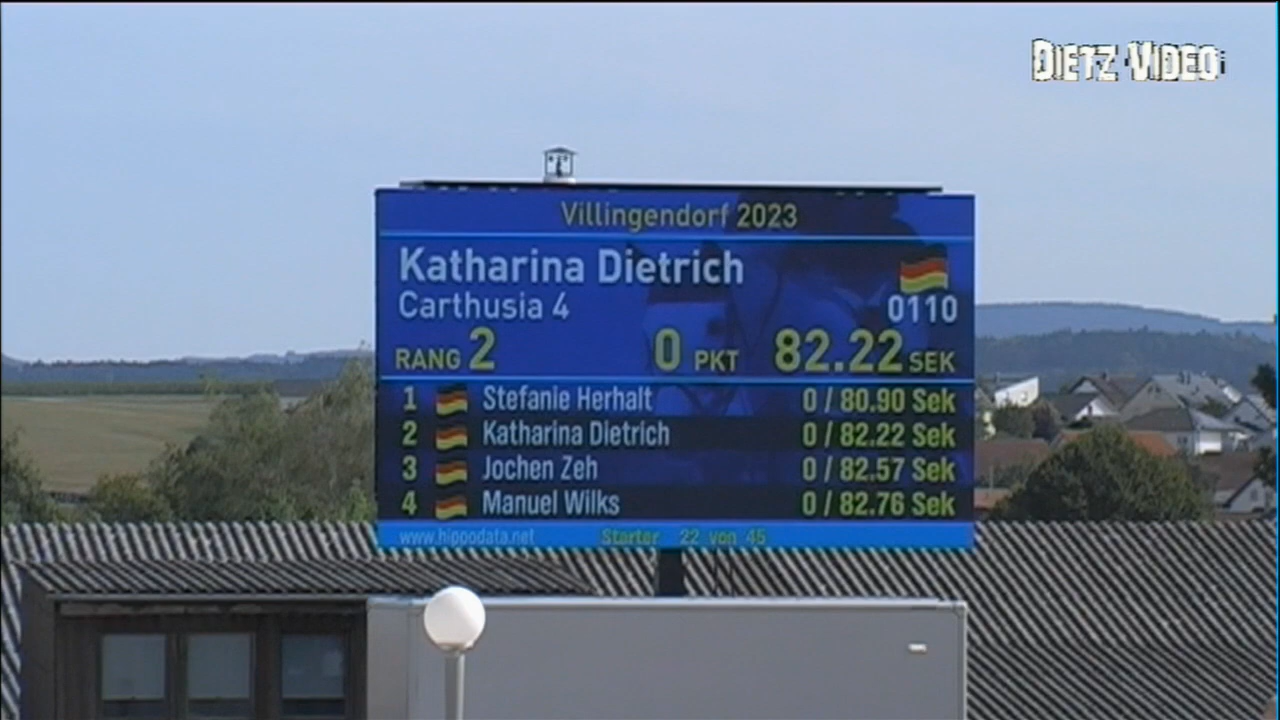 DIETZ VIDEO
Villingendorf 2023
Katharina Dietrich
Carthusia 4
0110
RANG 2 0 PKT 82.22 SEK
1 Stefanie Herhalt 0 / 80.90 Sek
2 Katharina Dietrich 0 / 82.22 Sek
3 Jochen Zeh 0 / 82.57 Sek
4 Manuel Wilks 0 / 82.76 Sek
www.hippodata.net Starter 22 von 45